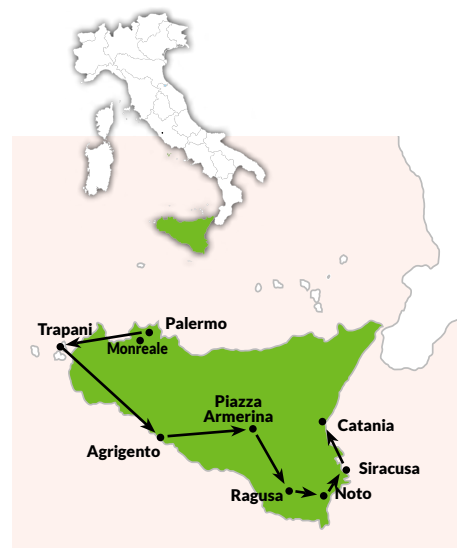 Palermo
Trapani
Monreale
Piazza
Armerina
Catania
Agrigento
Siracusa
Ragusa
Noto